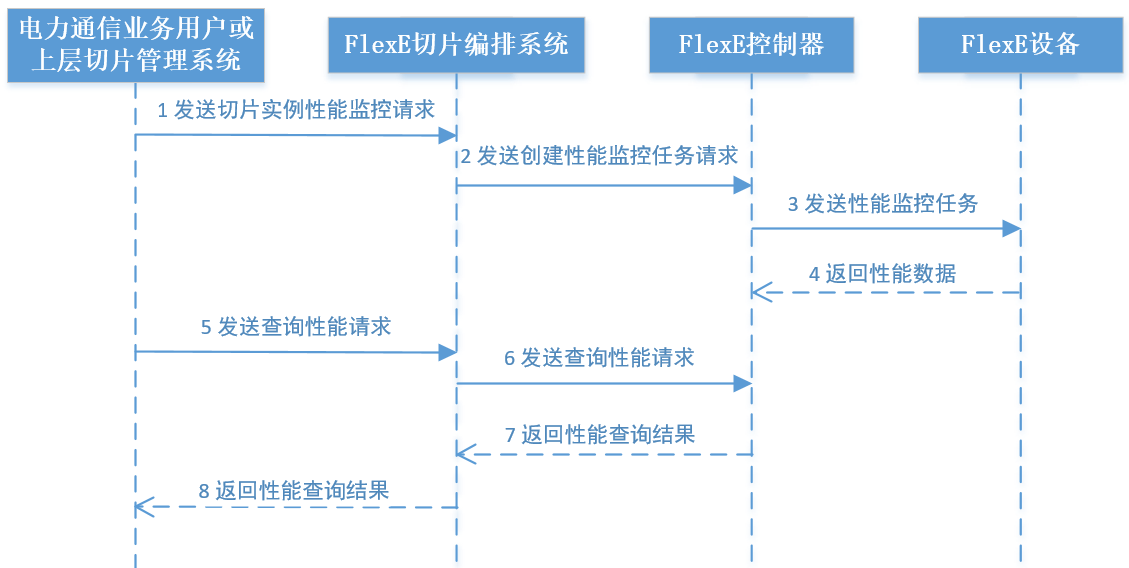 电力通信业务用户或
上层切片管理系统
FlexE切片编排系统
FlexE控制器
FlexE设备
1 发送切片实例性能监控请求
2 发送创建性能监控任务请求
3 发送性能监控任务
4 返回性能数据
5 发送查询性能请求
6 发送查询性能请求
7 返回性能查询结果
8 返回性能查询结果